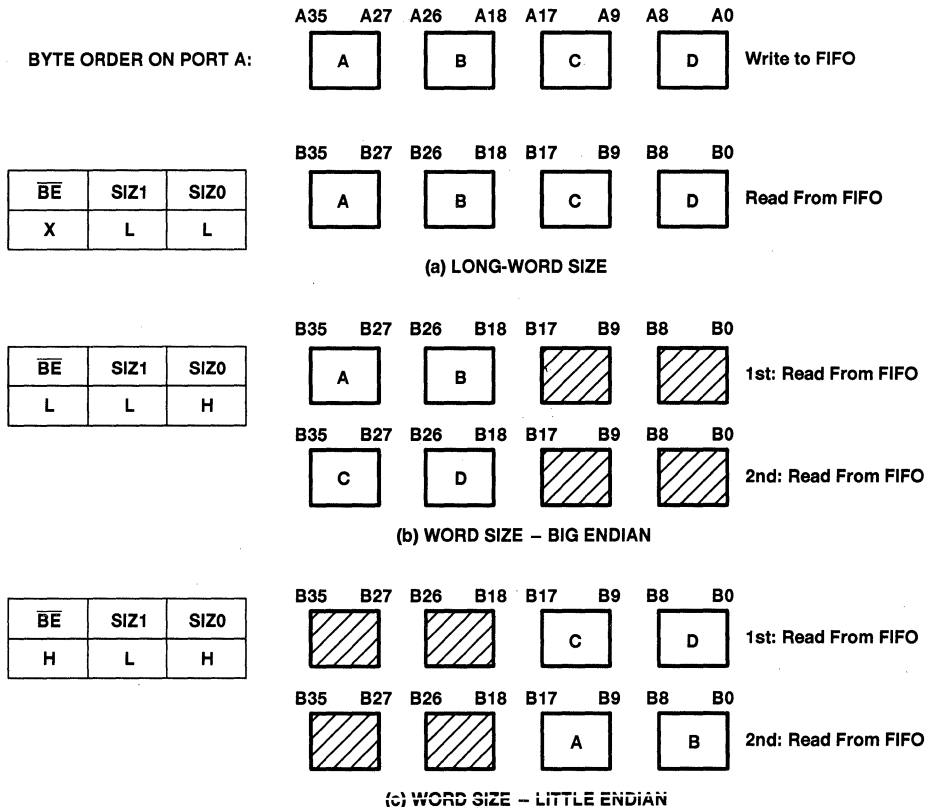 A35 A27 A26 A18 A17 A9 A8 A0
BYTE ORDER ON PORT A: A B C D Write to FIFO
B35 B27 B26 B18 B17 B9 B8 B0
BE SIZ1 SIZ0
A B C D Read From FIFO
X L L
(a) LONG-WORD SIZE
B35 B27 B26 B18 B17 B9 B8 B0
BE SIZ1 SIZ0
A B 1st: Read From FIFO
L L H
B35 B27 B26 B18 B17 B9 B8 B0
C D 2nd: Read From FIFO
(b) WORD SIZE – BIG ENDIAN
B35 B27 B26 B18 B17 B9 B8 B0
BE SIZ1 SIZ0
C D 1st: Read From FIFO
H L H
B35 B27 B26 B18 B17 B9 B8 B0
A B 2nd: Read From FIFO
(c) WORD SIZE – LITTLE ENDIAN